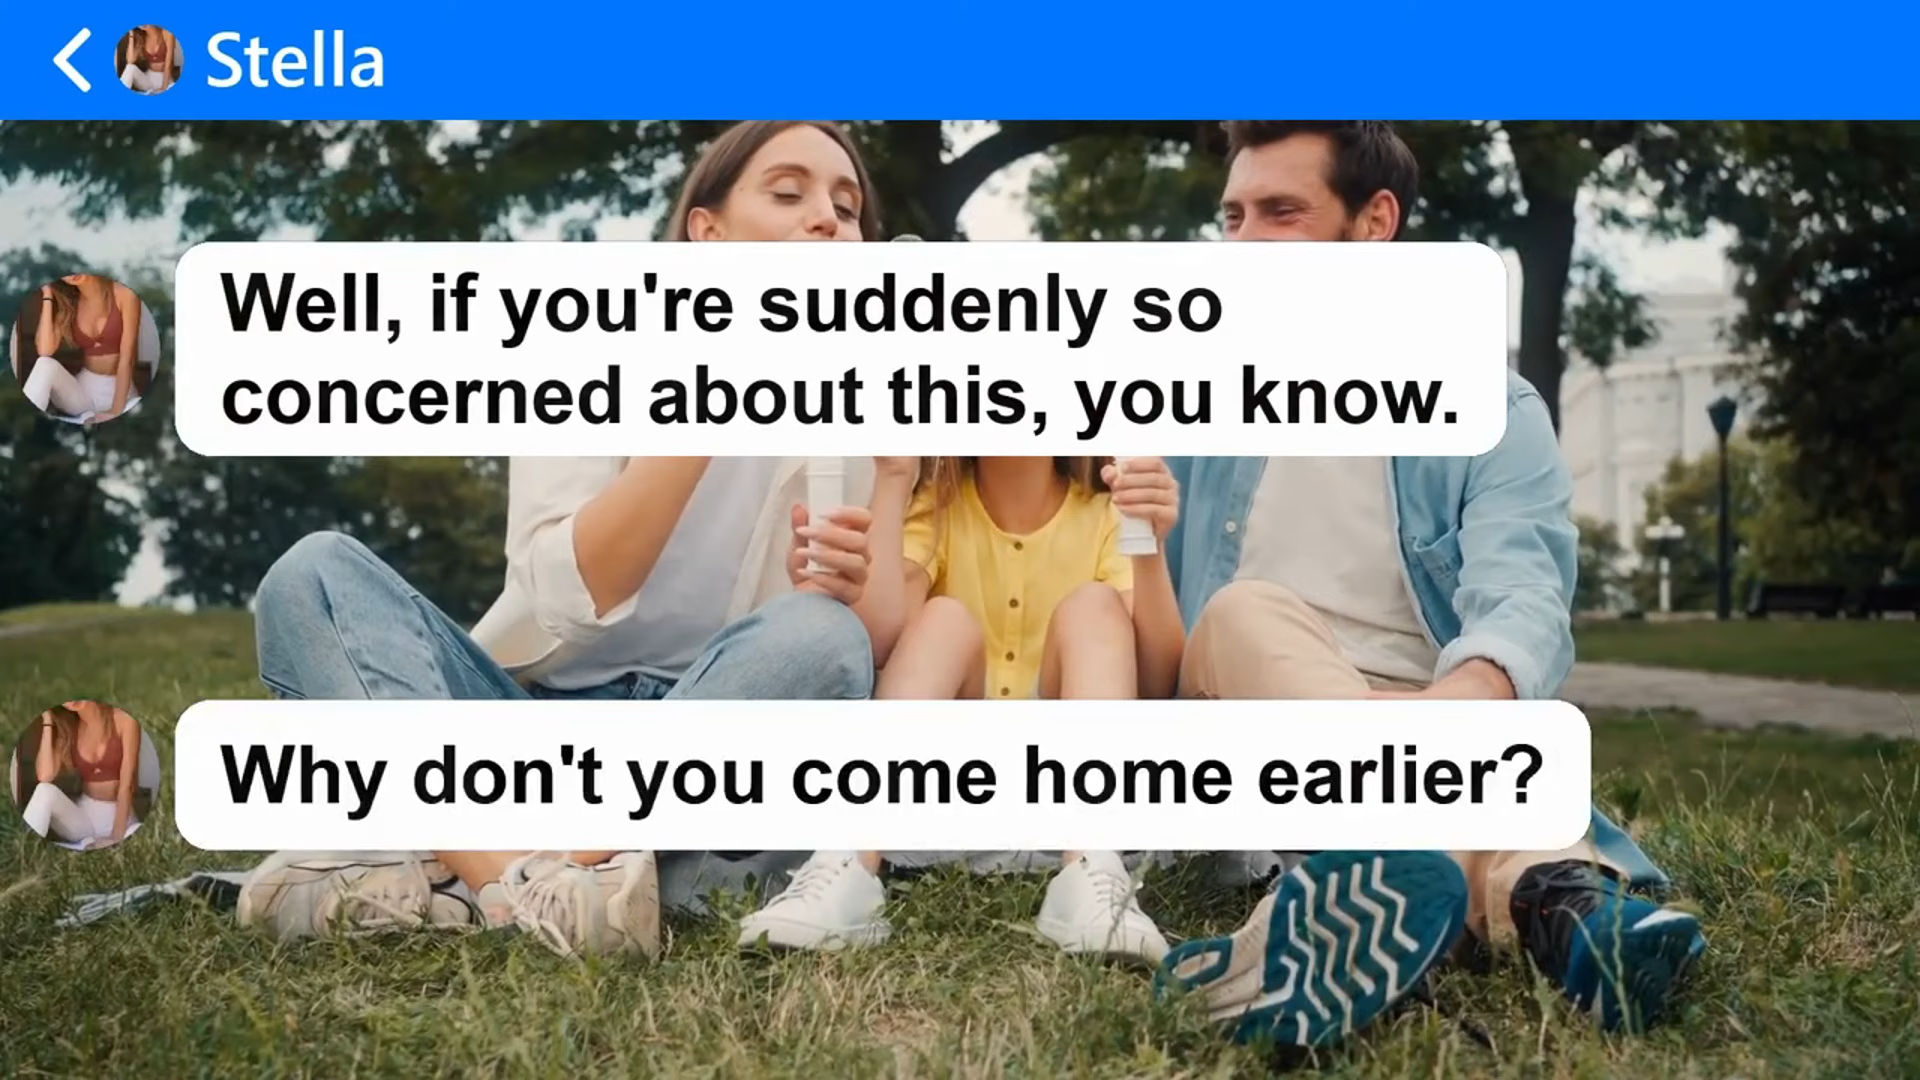 Stella
Well, if you're suddenly so
concerned about this, you know.
Why don't you come home earlier?